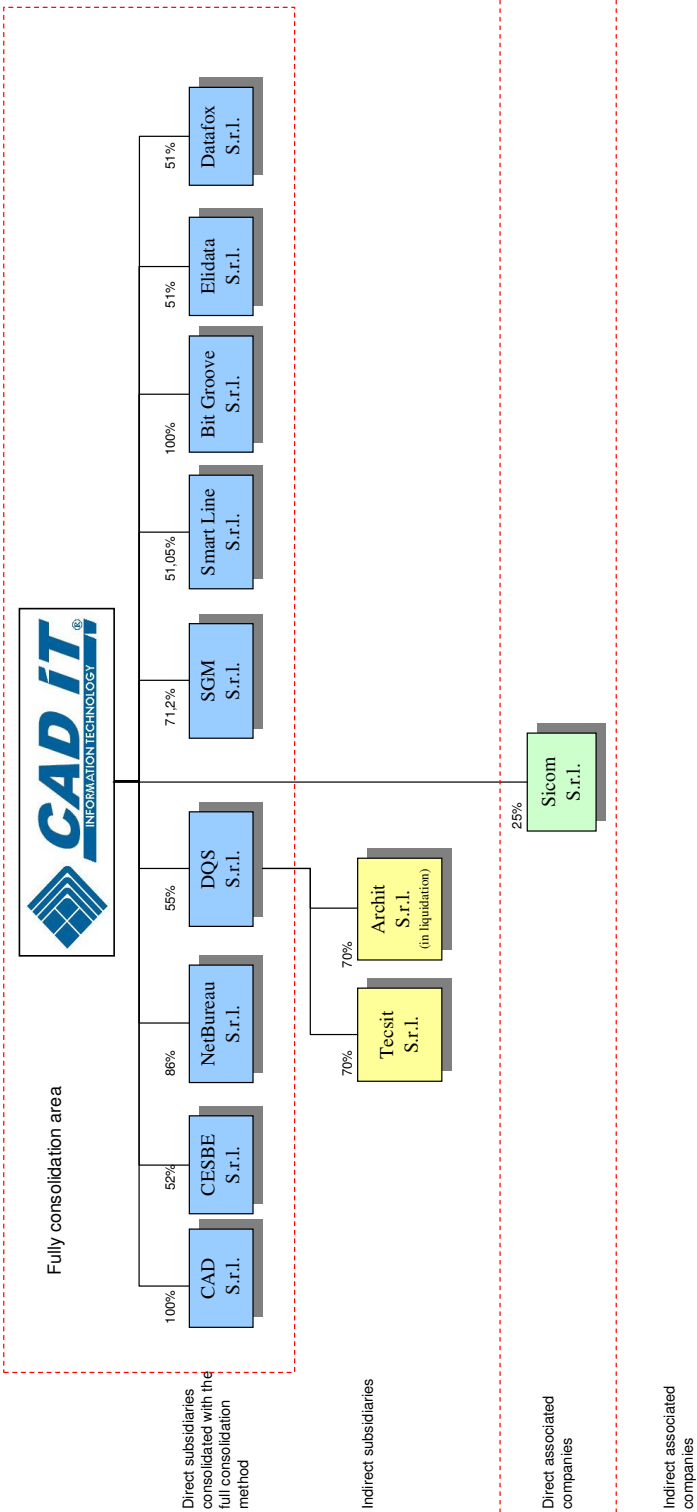 CAD iT®
INFORMATION TECHNOLOGY
Fully consolidation area
Direct subsidiaries
consolidated with the
full consolidation
method
100%
CAD
S.r.l.
52%
CESBE
S.r.l.
86%
NetBureau
S.r.l.
55%
DQS
S.r.l.
71,2%
SGM
S.r.l.
51,05%
Smart Line
S.r.l.
100%
Bit Groove
S.r.l.
51%
Elidata
S.r.l.
51%
Datafox
S.r.l.
Indirect subsidiaries
70%
Tecsit
S.r.l.
70%
Archit
S.r.l.
(in liquidation)
Direct associated
companies
25%
Sicom
S.r.l.
Indirect associated
companies